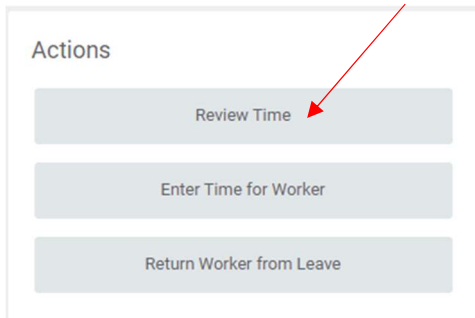 Actions
Review Time
Enter Time for Worker
Return Worker from Leave